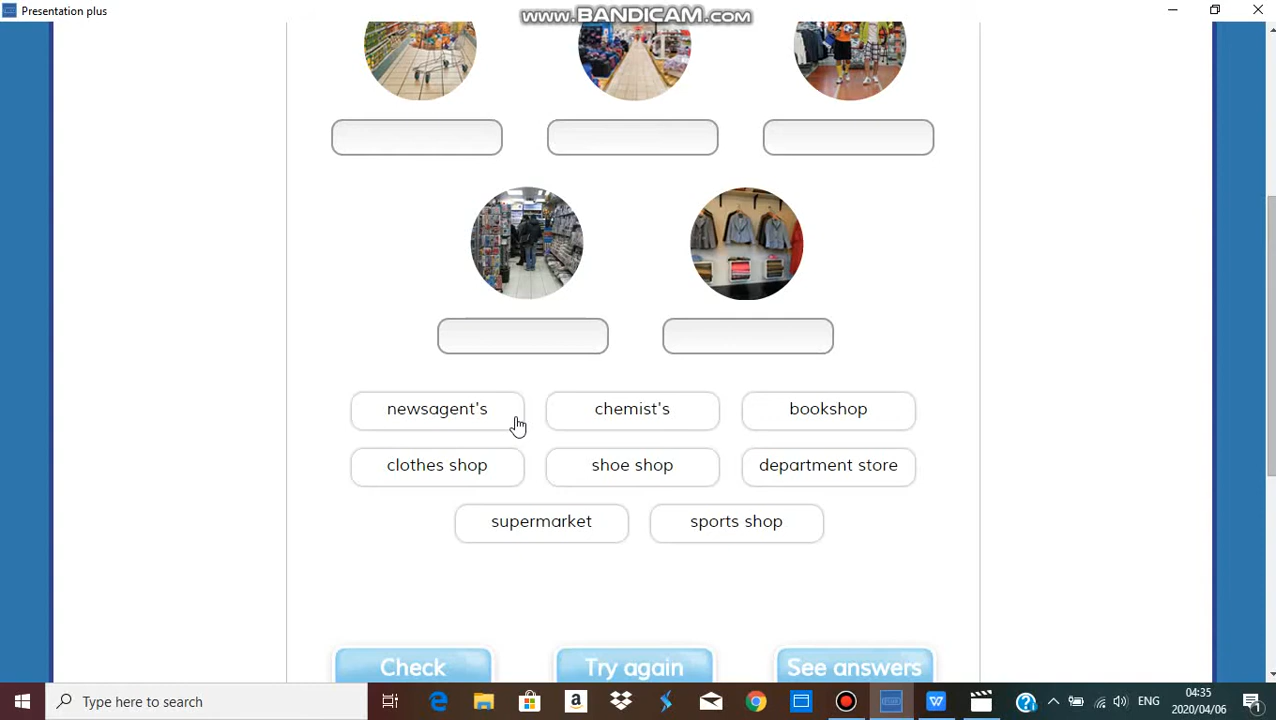 Presentation plus
www.BANDICAM.com
newsagent's
chemist's
bookshop
clothes shop
shoe shop
department store
supermarket
sports shop
Check
Try again
See answers
Type here to search
ENG
04:35
2020/04/06
1